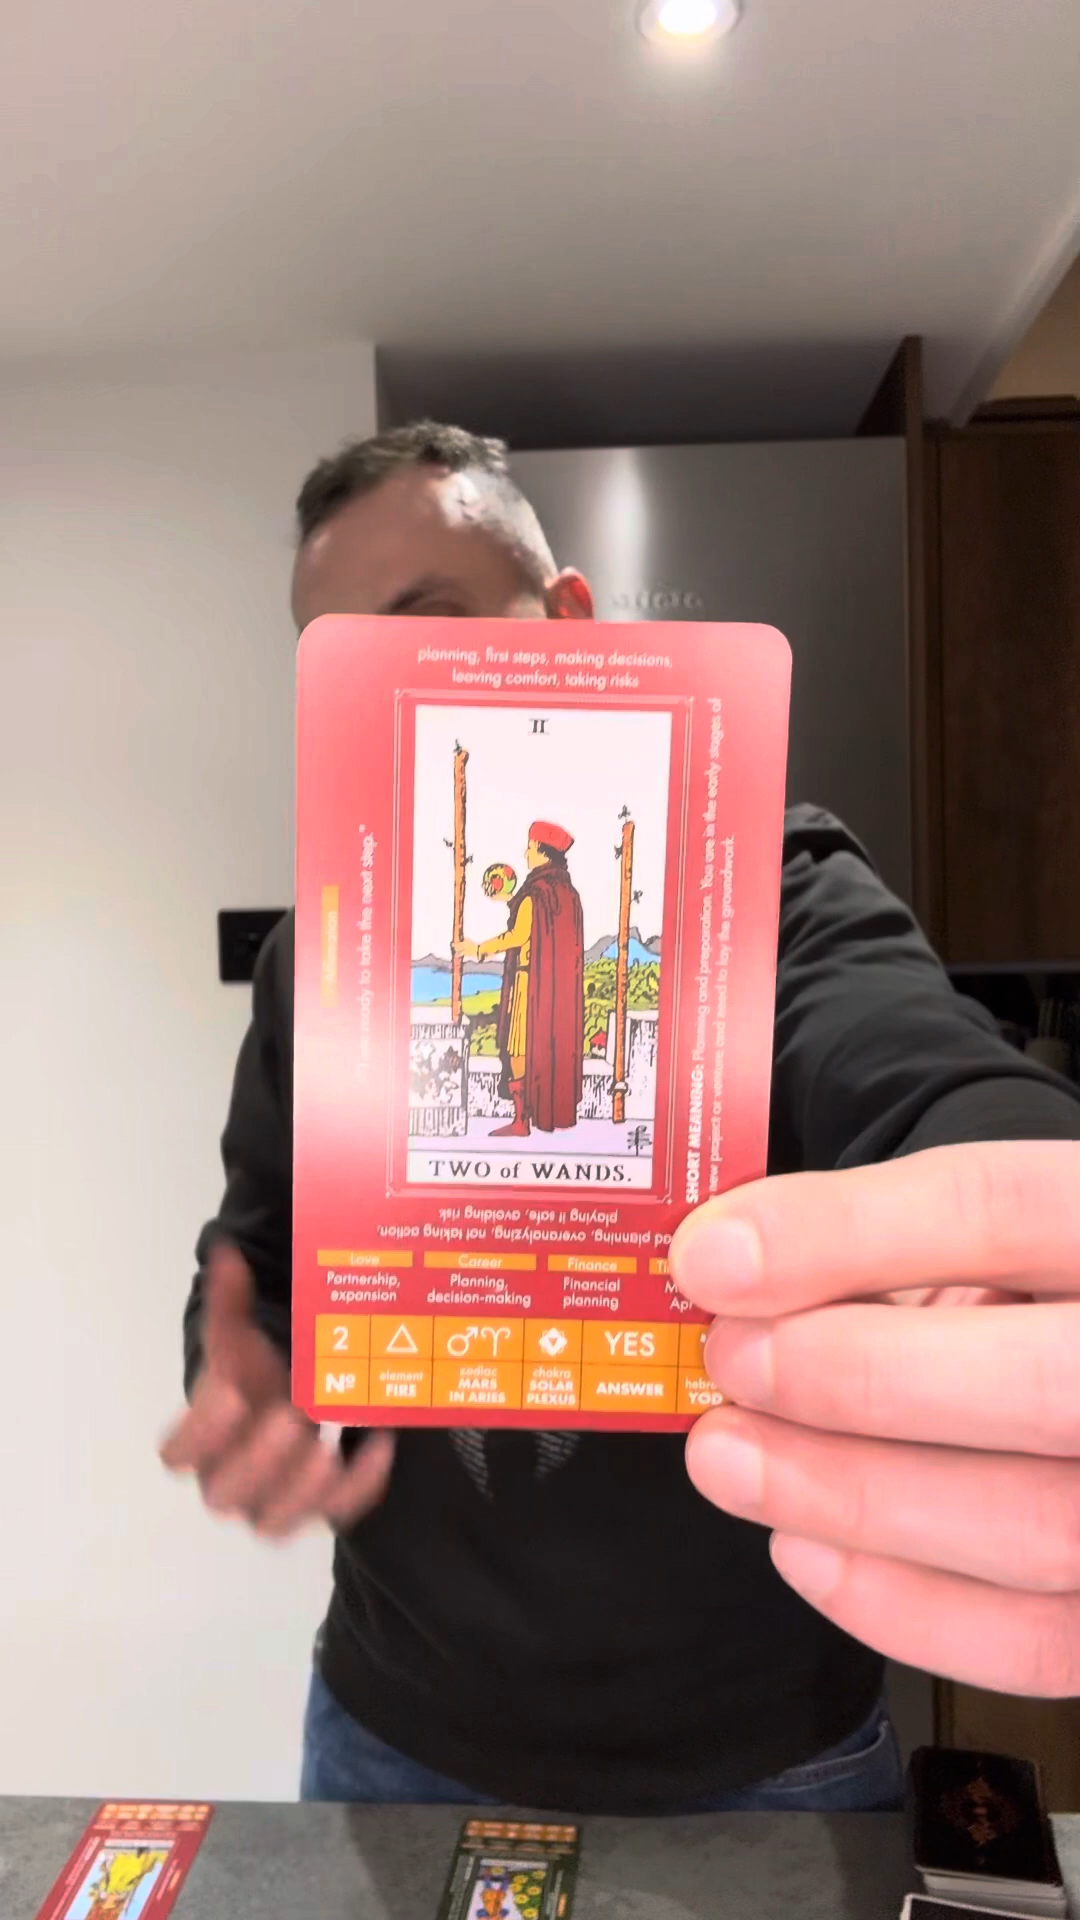 planning, first steps, making decisions,
leaving comfort, taking risks
ready to take the next step."
II
TWO of WANDS.
SHORT MEANING: Planning and preparation. You are in the early stages of
new project or venture and need to lay the groundwork.
planning, overanalyzing, not taking action,
playing it safe, avoiding risk
Love
Career
Finance
Partnership,
expansion
Planning,
decision-making
Financial
planning
Apr
2
YES
Nº
element
FIRE
zodiac
MARS
IN ARIES
chakra
SOLAR
PLEXUS
ANSWER
YOD